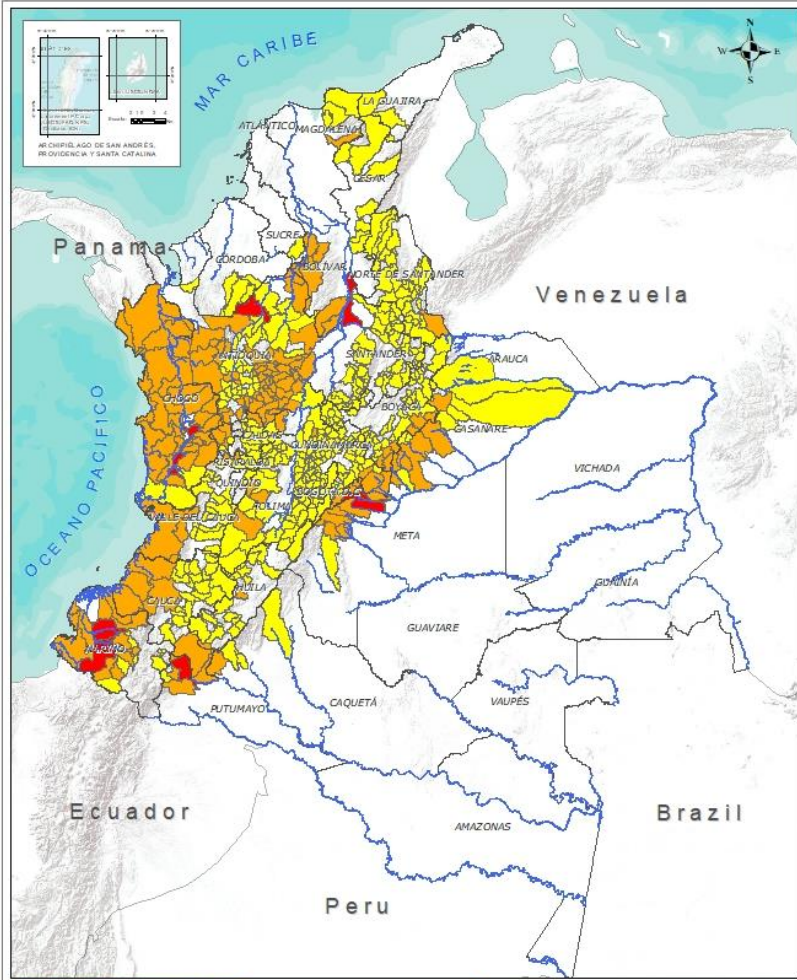 MAR CARIBE
N
W
E
S
ARCHIPIÉLAGO DE SAN ANDRÉS,
PROVIDENCIA Y SANTA CATALINA
LA GUAJIRA
ATLÁNTICO
MAGDALENA
CESAR
SUCRE
Panama
CÓRDOBA
BOLÍVAR
NORTE DE SANTANDER
Venezuela
ANTIOQUIA
SANTANDER
ARAUCA
CHOCÓ
BOYACÁ
CASANARE
OCEANO PACIFICO
CALDAS
CUNDINAMARCA
RISARALDA
QUINDÍO
VICHADA
TOLIMA
VALLE DEL CAUCA
META
GUAINÍA
HUILA
CAUCA
GUAVIARE
NARIÑO
PUTUMAYO
CAQUETÁ
VAUPÉS
Ecuador
Brazil
AMAZONAS
Peru